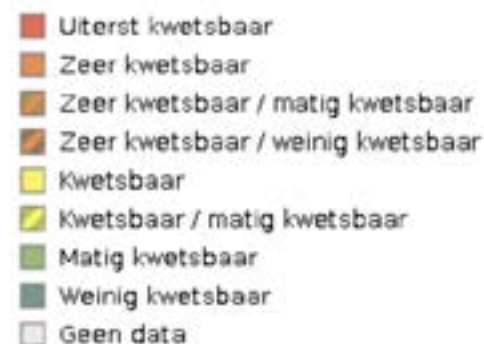 Uiterst kwetsbaar
Zeer kwetsbaar
Zeer kwetsbaar / matig kwetsbaar
Zeer kwetsbaar / weinig kwetsbaar
Kwetsbaar
Kwetsbaar / matig kwetsbaar
Matig kwetsbaar
Weinig kwetsbaar
Geen data